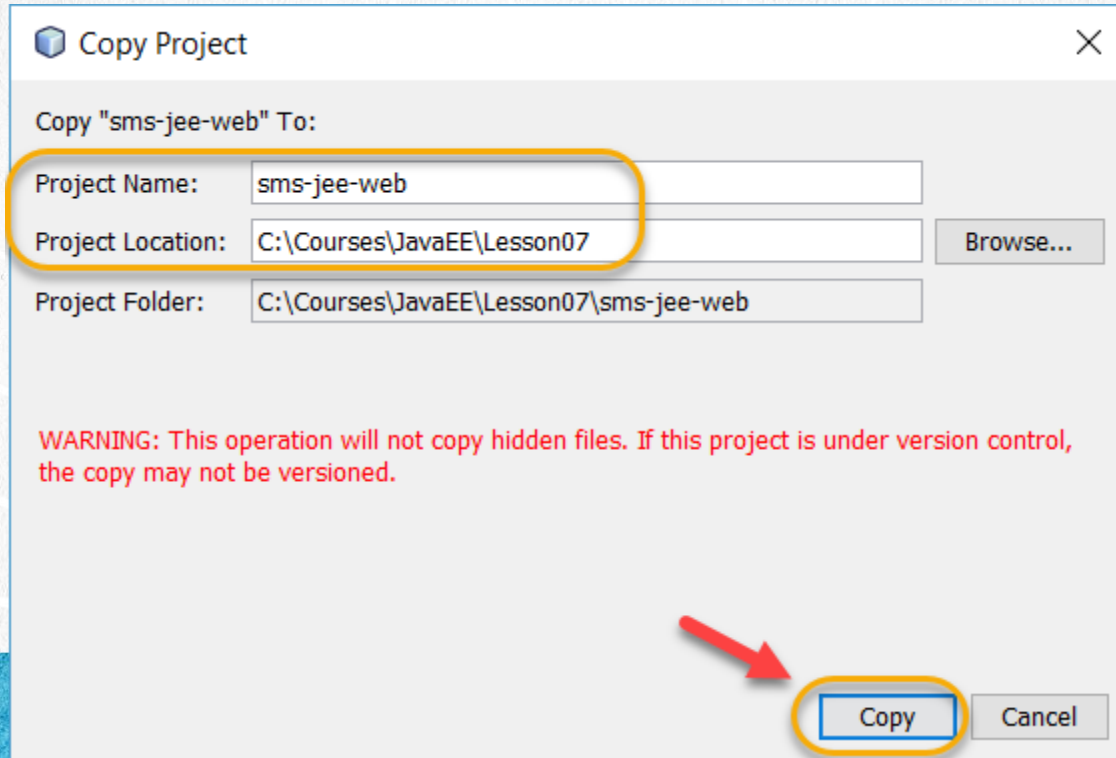 Copy Project
Copy "sms-jee-web" To:
Project Name: sms-jee-web
Project Location: C:\Courses\JavaEE\Lesson07 Browse...
Project Folder: C:\Courses\JavaEE\Lesson07\sms-jee-web
WARNING: This operation will not copy hidden files. If this project is under version control,
the copy may not be versioned.
Copy Cancel